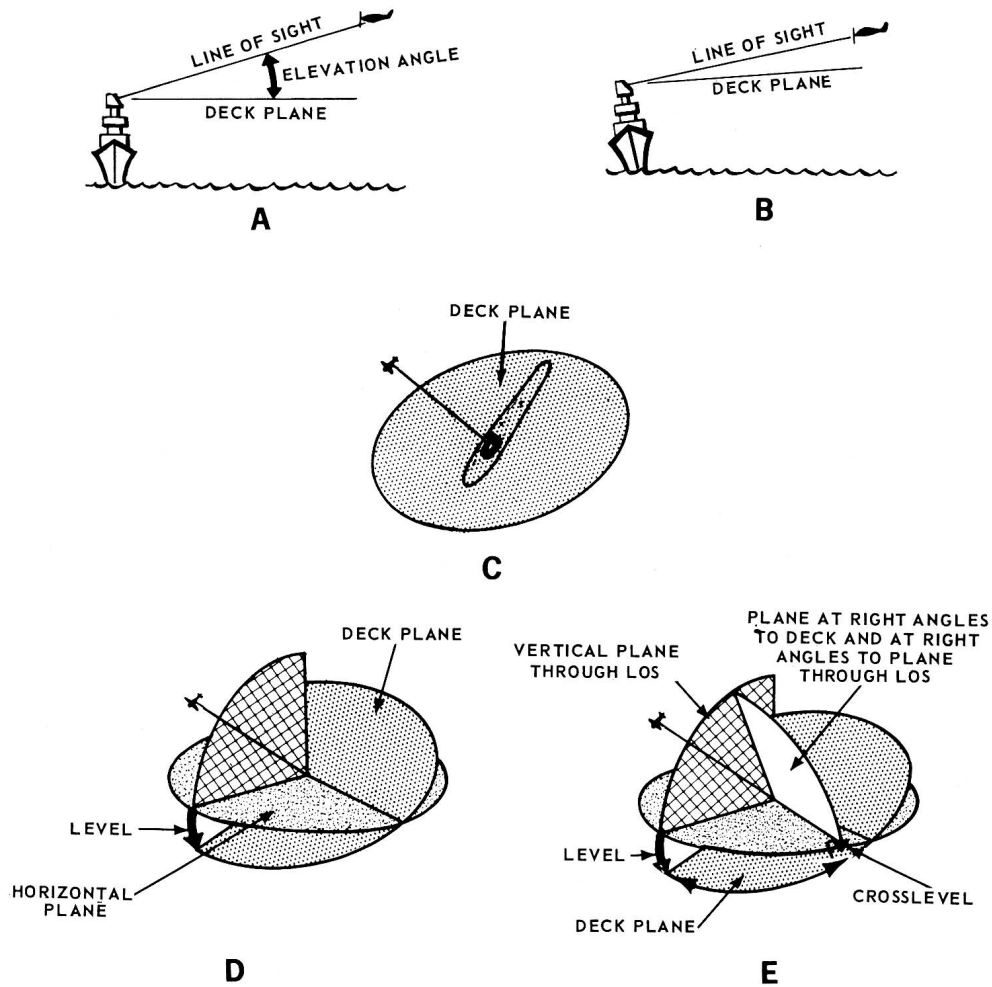 LINE OF SIGHT
ELEVATION ANGLE
DECK PLANE
A
LINE OF SIGHT
DECK PLANE
B
DECK PLANE
C
DECK PLANE
LEVEL
HORIZONTAL
PLANE
D
PLANE AT RIGHT ANGLES
TO DECK AND AT RIGHT
ANGLES TO PLANE
THROUGH LOS
VERTICAL PLANE
THROUGH LOS
LEVEL
CROSSLEVEL
DECK PLANE
E